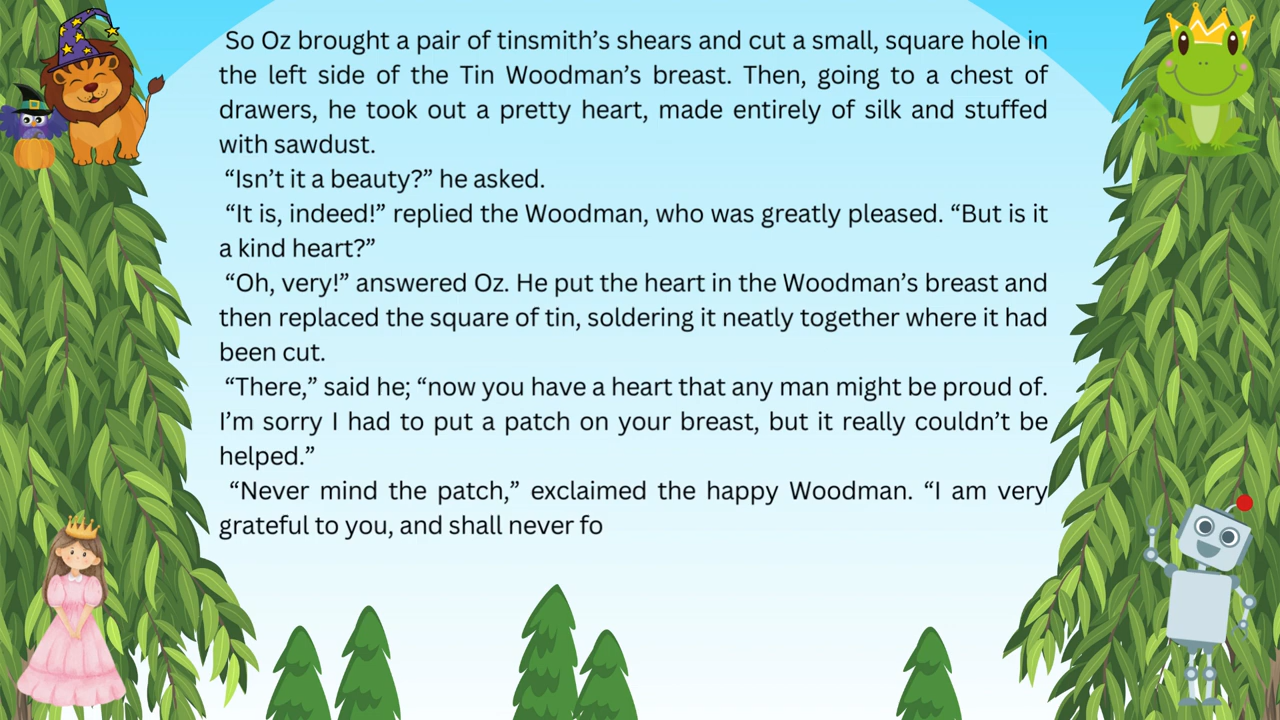 So Oz brought a pair of tinsmith’s shears and cut a small, square hole in
the left side of the Tin Woodman’s breast. Then, going to a chest of
drawers, he took out a pretty heart, made entirely of silk and stuffed
with sawdust.
“Isn’t it a beauty?” he asked.
“It is, indeed!” replied the Woodman, who was greatly pleased. “But is it
a kind heart?”
“Oh, very!” answered Oz. He put the heart in the Woodman’s breast and
then replaced the square of tin, soldering it neatly together where it had
been cut.
“There,” said he; “now you have a heart that any man might be proud of.
I’m sorry I had to put a patch on your breast, but it really couldn’t be
helped.”
“Never mind the patch,” exclaimed the happy Woodman. “I am very
grateful to you, and shall never fo